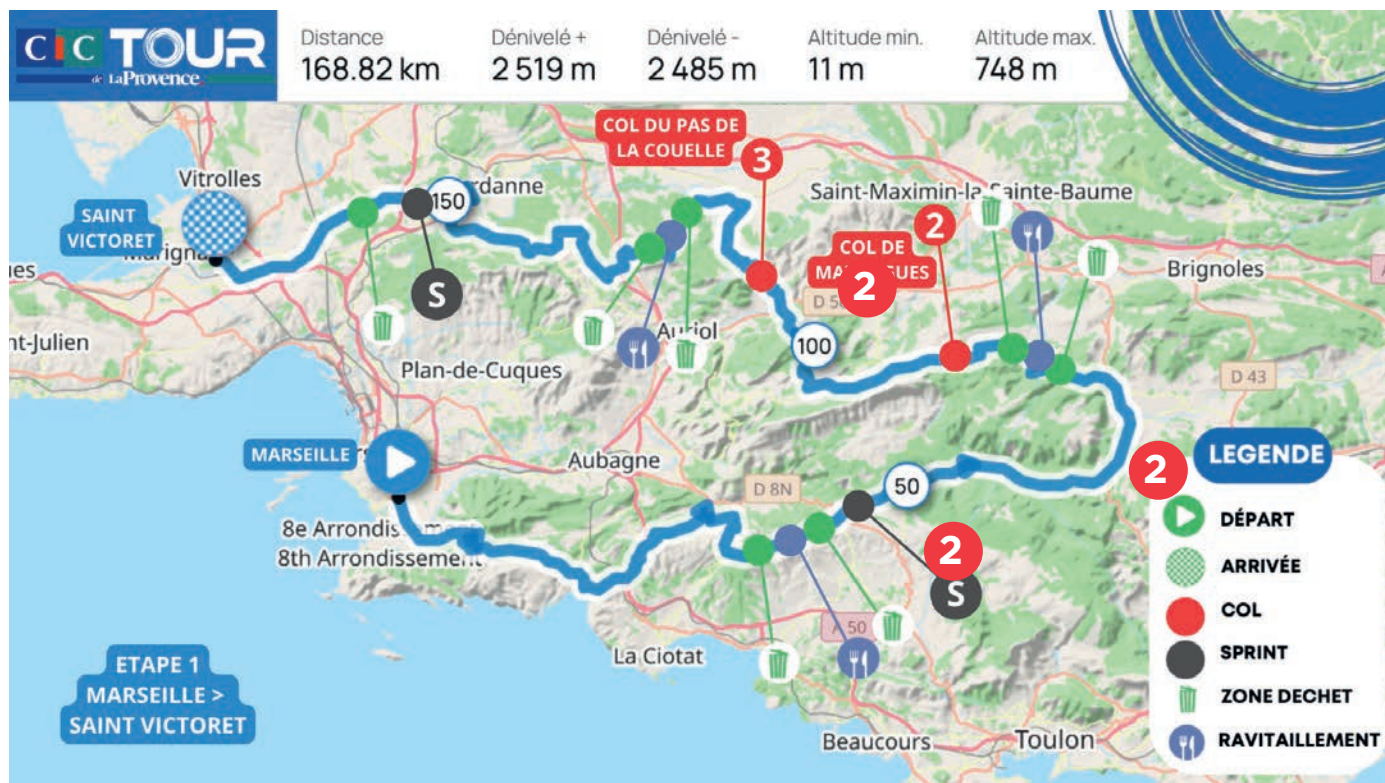 CIC TOUR
de LaProvence
Distance
168.82 km
Dénivelé +
2 519 m
Dénivelé -
2 485 m
Altitude min.
11 m
Altitude max.
748 m
COL DU PAS DE
LA COUELLE
3
Vitrolles
150
Saint-Maximin-la-Sainte-Baume
SAINT
VICTORET
2
COL DE
2
Brignoles
S
Auriol
100
nt-Julien
Plan-de-Cuques
D 43
MARSEILLE
Aubagne
D 8N
50
2
LEGENDE
DÉPART
8e Arrondissement
8th Arrondissement
2
S
ARRIVÉE
COL
SPRINT
ZONE DECHET
RAVITAILLEMENT
A 50
La Ciotat
ETAPE 1
MARSEILLE >
SAINT VICTORET
Beaucours
Toulon